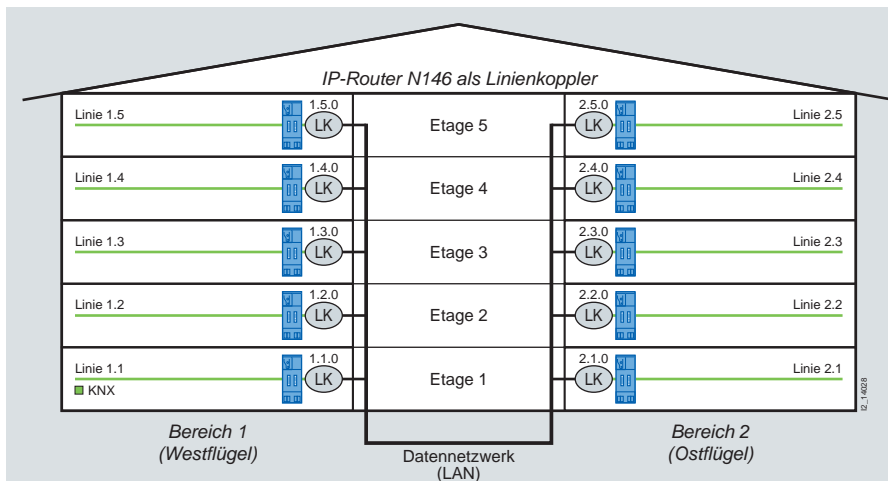 IP-Router N146 als Linienkoppler
Linie 1.5
1.5.0
LK
Etage 5
2.5.0
LK
Linie 2.5
Linie 1.4
1.4.0
LK
Etage 4
2.4.0
LK
Linie 2.4
Linie 1.3
1.3.0
LK
Etage 3
2.3.0
LK
Linie 2.3
Linie 1.2
1.2.0
LK
Etage 2
2.2.0
LK
Linie 2.2
Linie 1.1
1.1.0
LK
Etage 1
2.1.0
LK
Linie 2.1
KNX
I2_14028
Bereich 1
(Westflügel)
Datennetzwerk
(LAN)
Bereich 2
(Ostflügel)